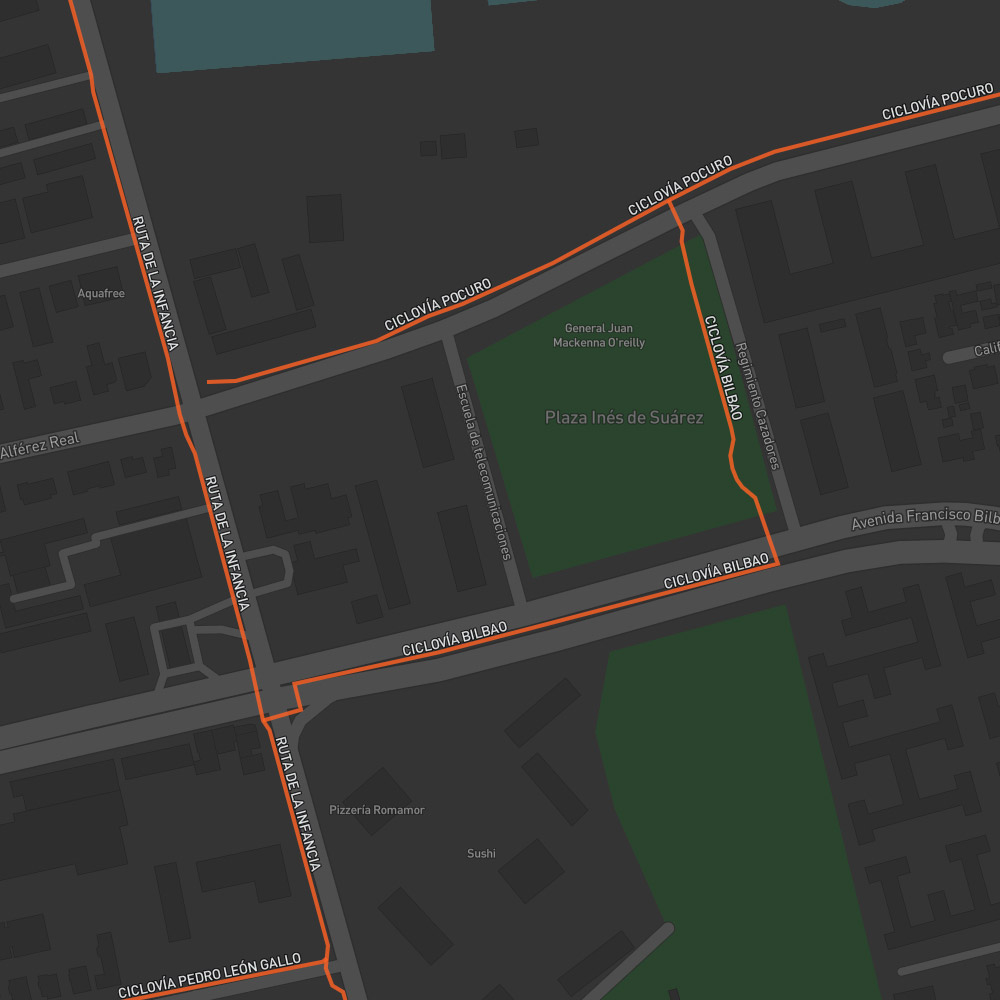 CICLOVÍA POCURO
CICLOVÍA POCURO
RUTA DE LA INFANCIA
Aquafree
CICLOVÍA POCURO
General Juan
Mackenna O'reilly
CICLOVÍA BILBAO
Regimiento Cazadores
Calif
Plaza Inés de Suárez
Escuela de telecomunicaciones
Alférez Real
RUTA DE LA INFANCIA
Avenida Francisco Bilb
CICLOVÍA BILBAO
CICLOVÍA BILBAO
RUTA DE LA INFANCIA
Pizzería Romamor
Sushi
CICLOVÍA PEDRO LEÓN GALLO